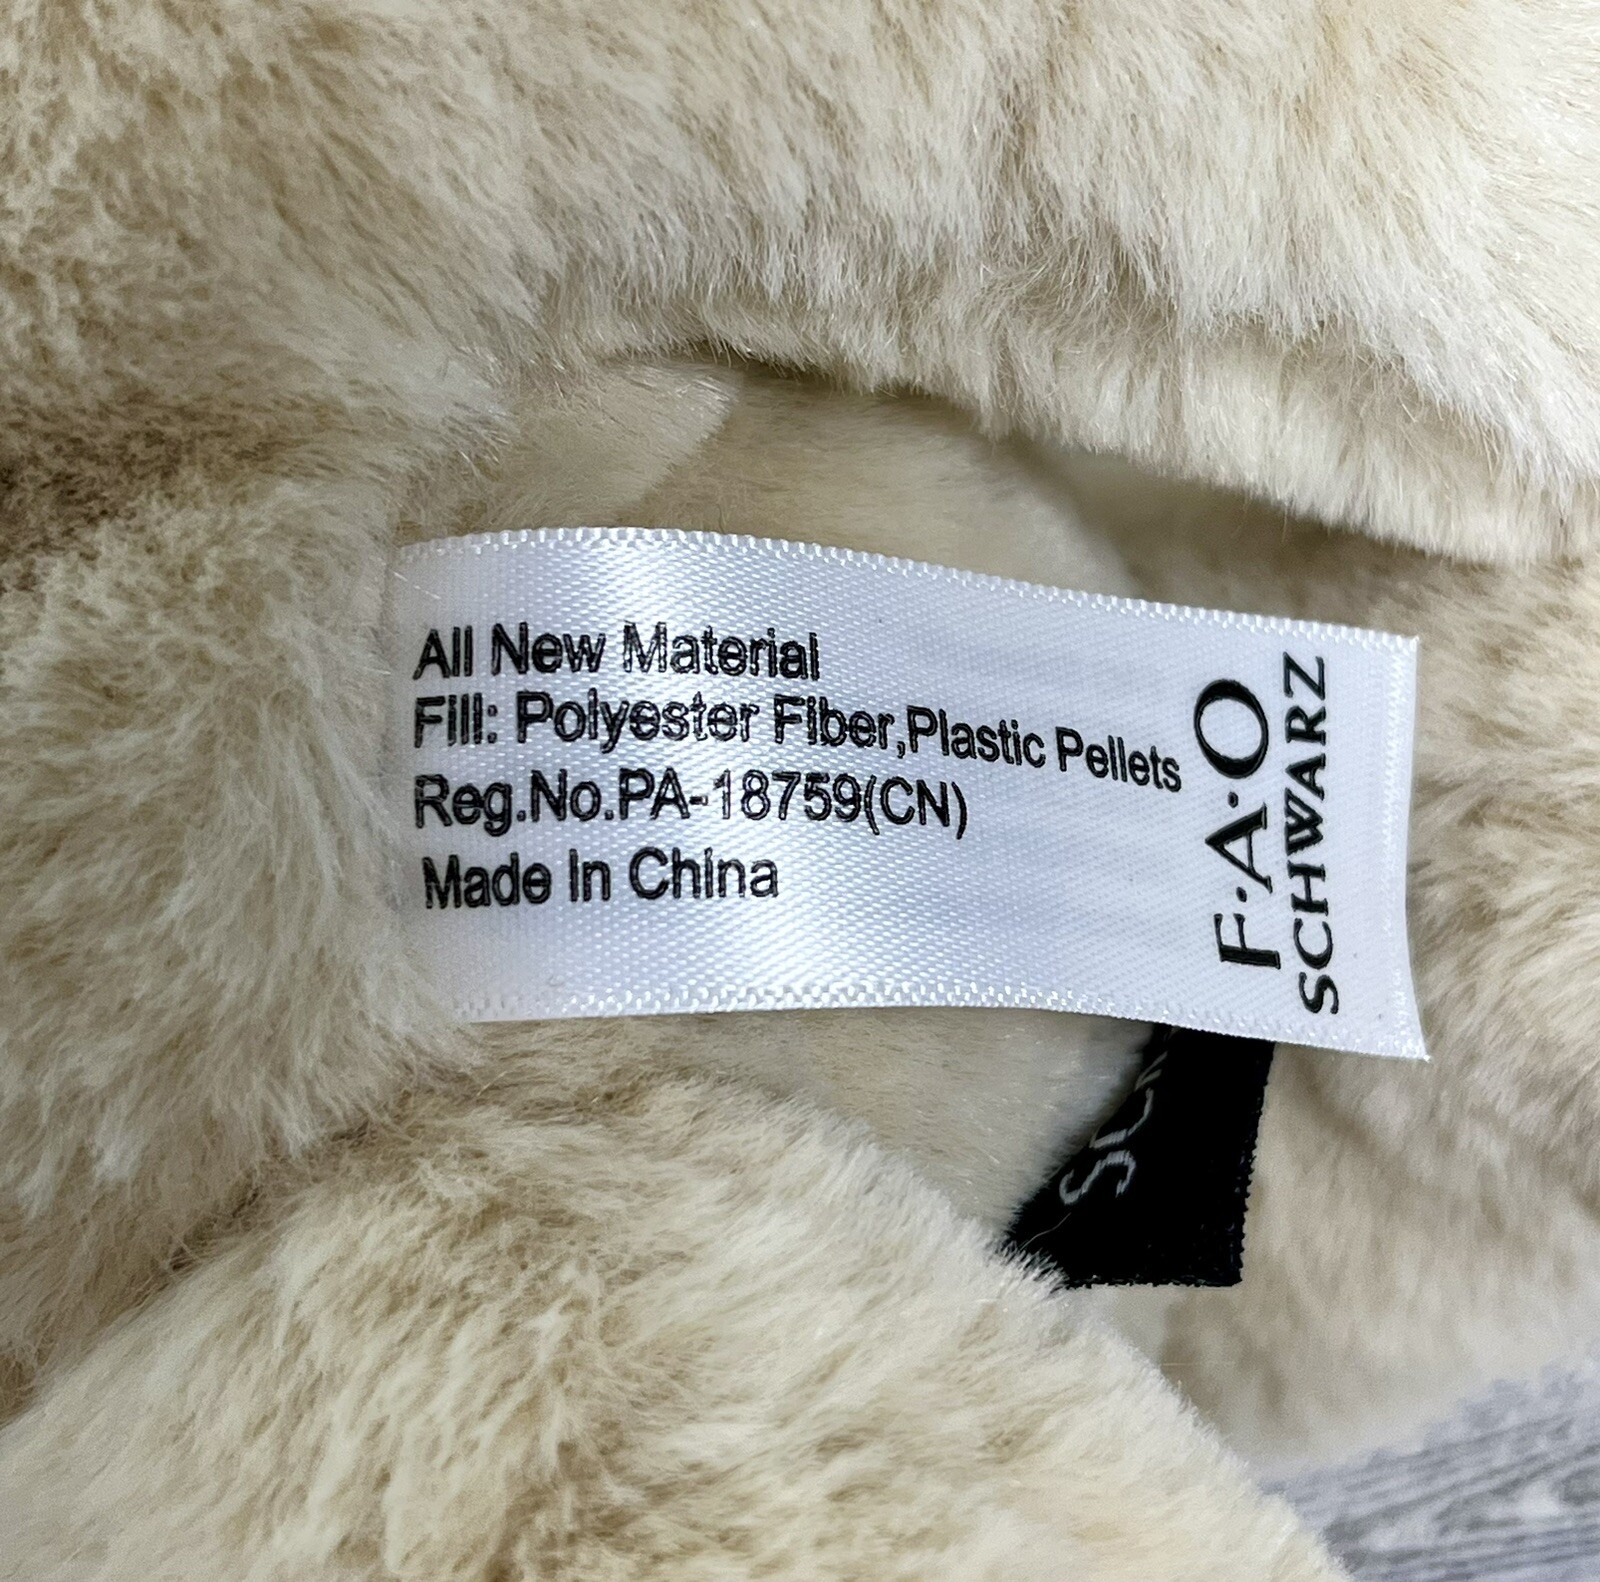 All New Material
Fill: Polyester Fiber,Plastic Pellets
Reg.No.PA-18759(CN)
Made In China
F·A·O
SCHWARZ